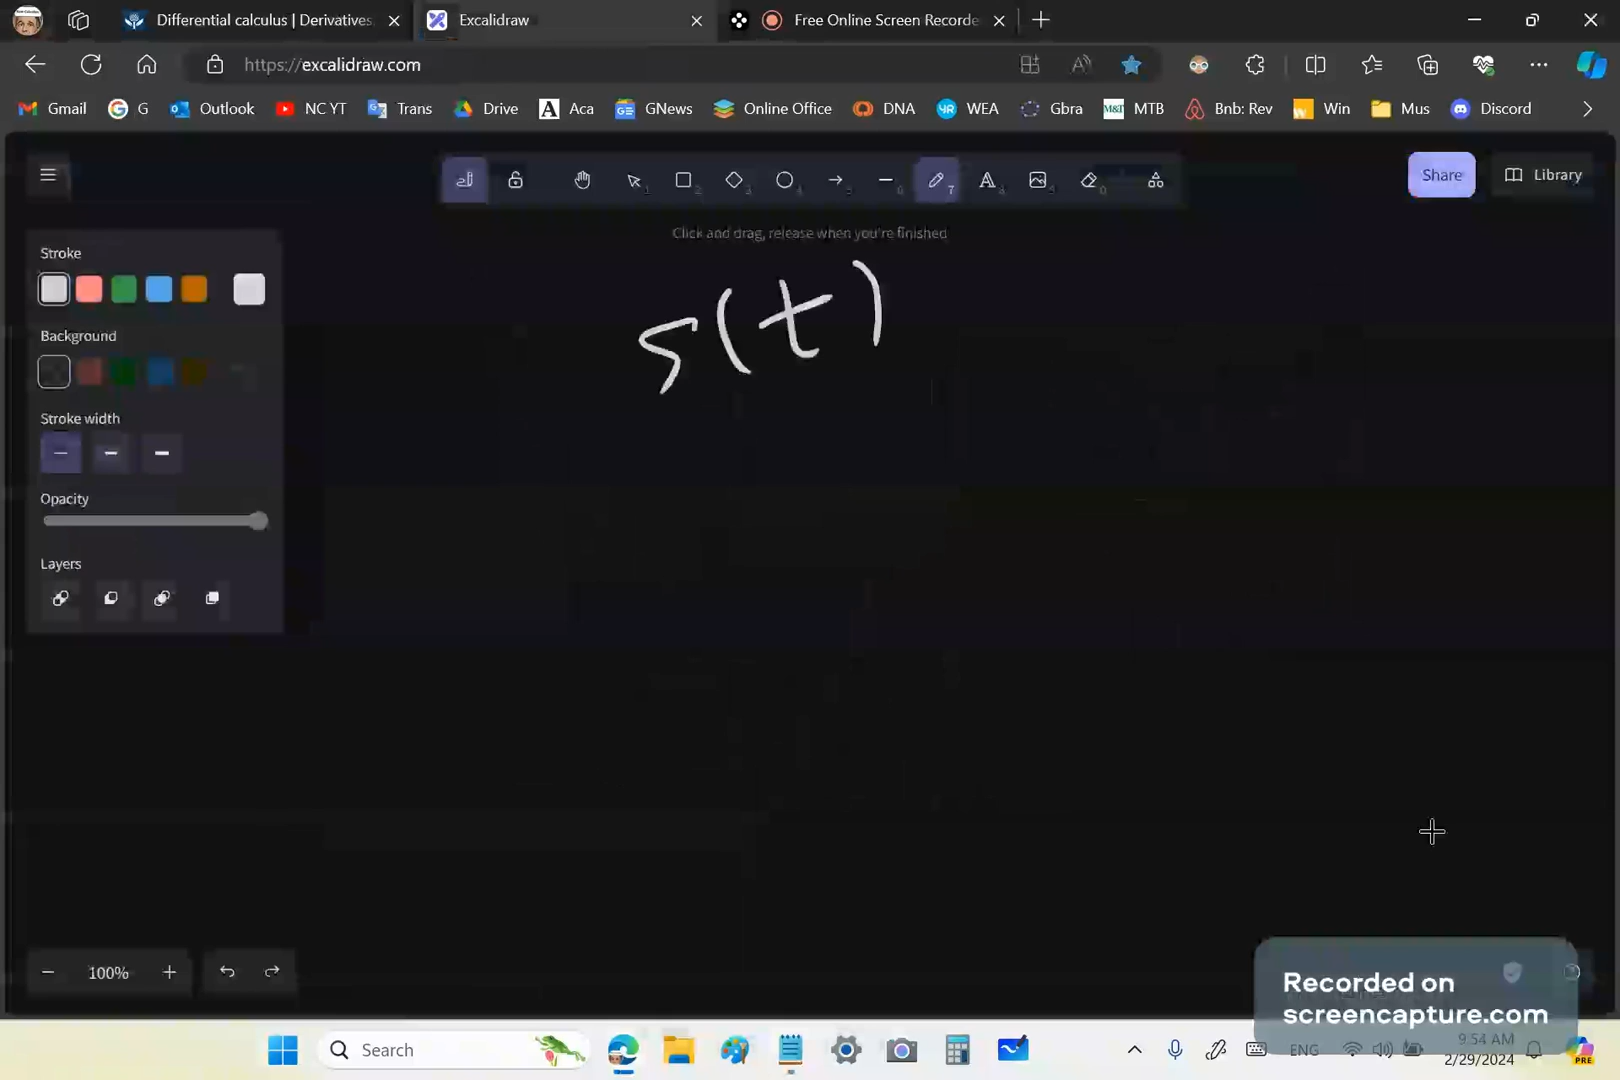 Differential calculus | Derivatives
Excalidraw
Free Online Screen Recorde
https://excalidraw.com
Gmail
G
Outlook
NC YT
Trans
Drive
Aca
GNews
Online Office
DNA
WEA
Gbra
M&T MTB
Bnb: Rev
Win
Mus
Discord
Share
Library
Click and drag, release when you're finished
s(t)
Stroke
Background
Stroke width
Opacity
Layers
100%
Recorded on
screencapture.com
Search
ENG
9:54 AM
2/29/2024
PRE